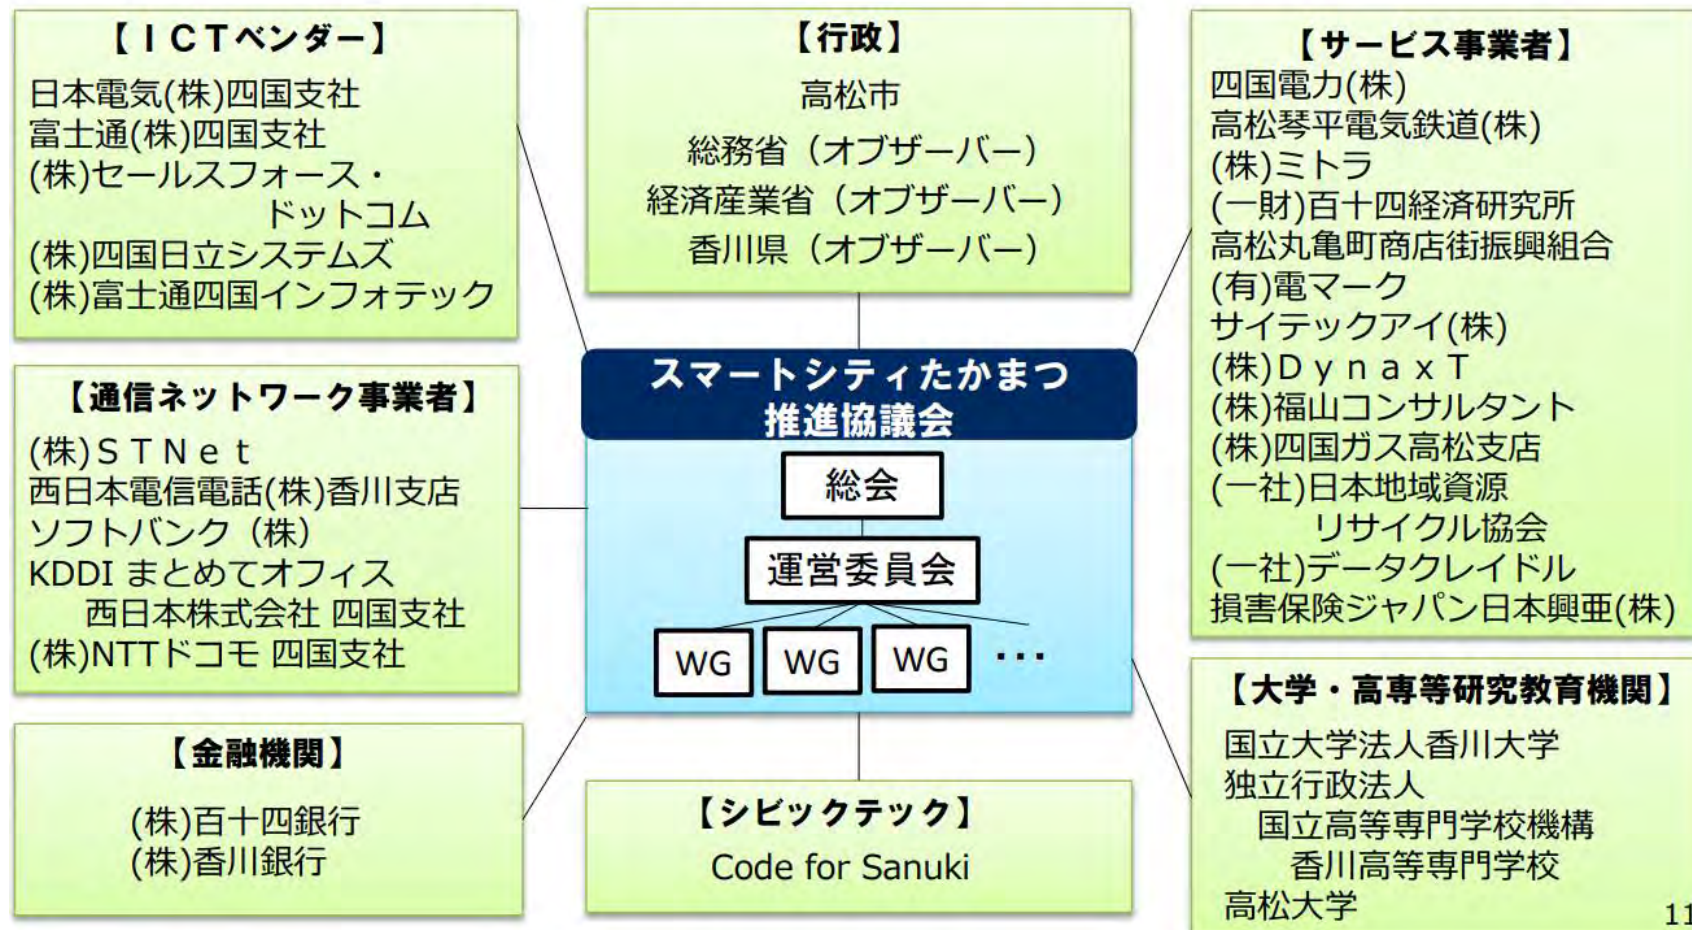 【ＩＣＴベンダー】
日本電気(株)四国支社
富士通(株)四国支社
(株)セールスフォース・
ドットコム
(株)四国日立システムズ
(株)富士通四国インフォテック
【通信ネットワーク事業者】
(株)ＳＴＮｅｔ
西日本電信電話(株)香川支店
ソフトバンク（株）
KDDI まとめてオフィス
西日本株式会社 四国支社
(株)NTTドコモ 四国支社
【金融機関】
(株)百十四銀行
(株)香川銀行
【行政】
高松市
総務省（オブザーバー）
経済産業省（オブザーバー）
香川県（オブザーバー）
スマートシティたかまつ
推進協議会
総会
運営委員会
WG WG WG ・・・
【シビックテック】
Code for Sanuki
【サービス事業者】
四国電力(株)
高松琴平電気鉄道(株)
(株)ミトラ
(一財)百十四経済研究所
高松丸亀町商店街振興組合
(有)電マーク
サイテックアイ(株)
(株)ＤｙｎａｘＴ
(株)福山コンサルタント
(株)四国ガス高松支店
(一社)日本地域資源
リサイクル協会
(一社)データクレイドル
損害保険ジャパン日本興亜(株)
【大学・高専等研究教育機関】
国立大学法人香川大学
独立行政法人
国立高等専門学校機構
香川高等専門学校
高松大学
11